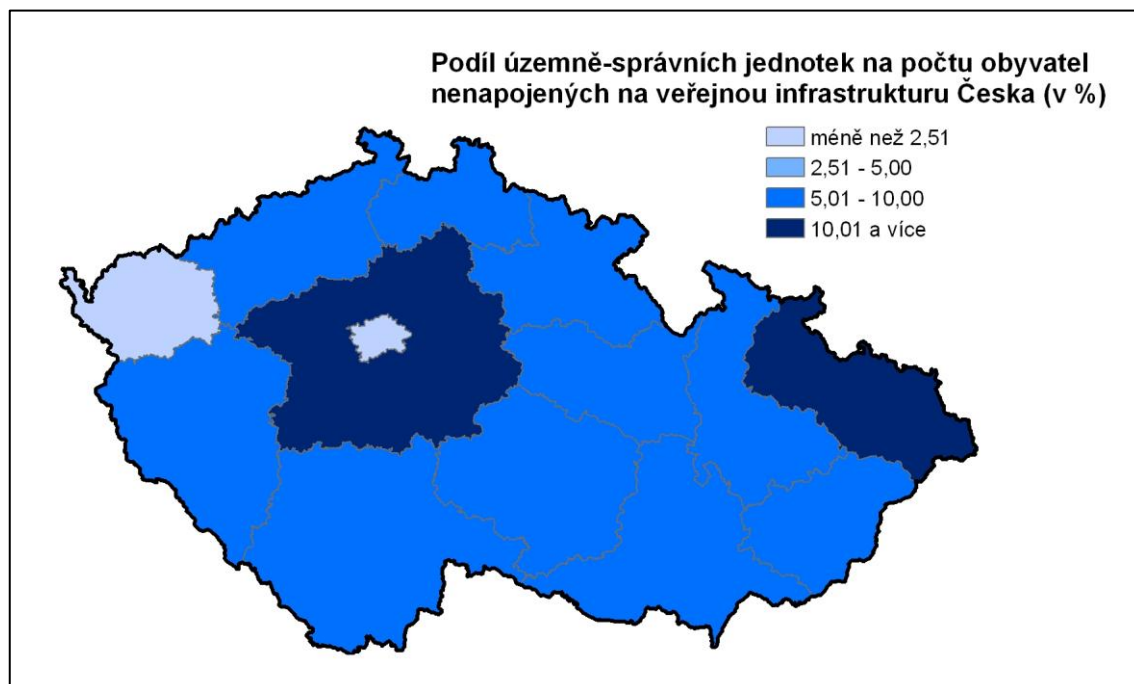 Podíl územně-správních jednotek na počtu obyvatel
nenapojených na veřejnou infrastrukturu Česka (v %)
méně než 2,51
2,51 - 5,00
5,01 - 10,00
10,01 a více